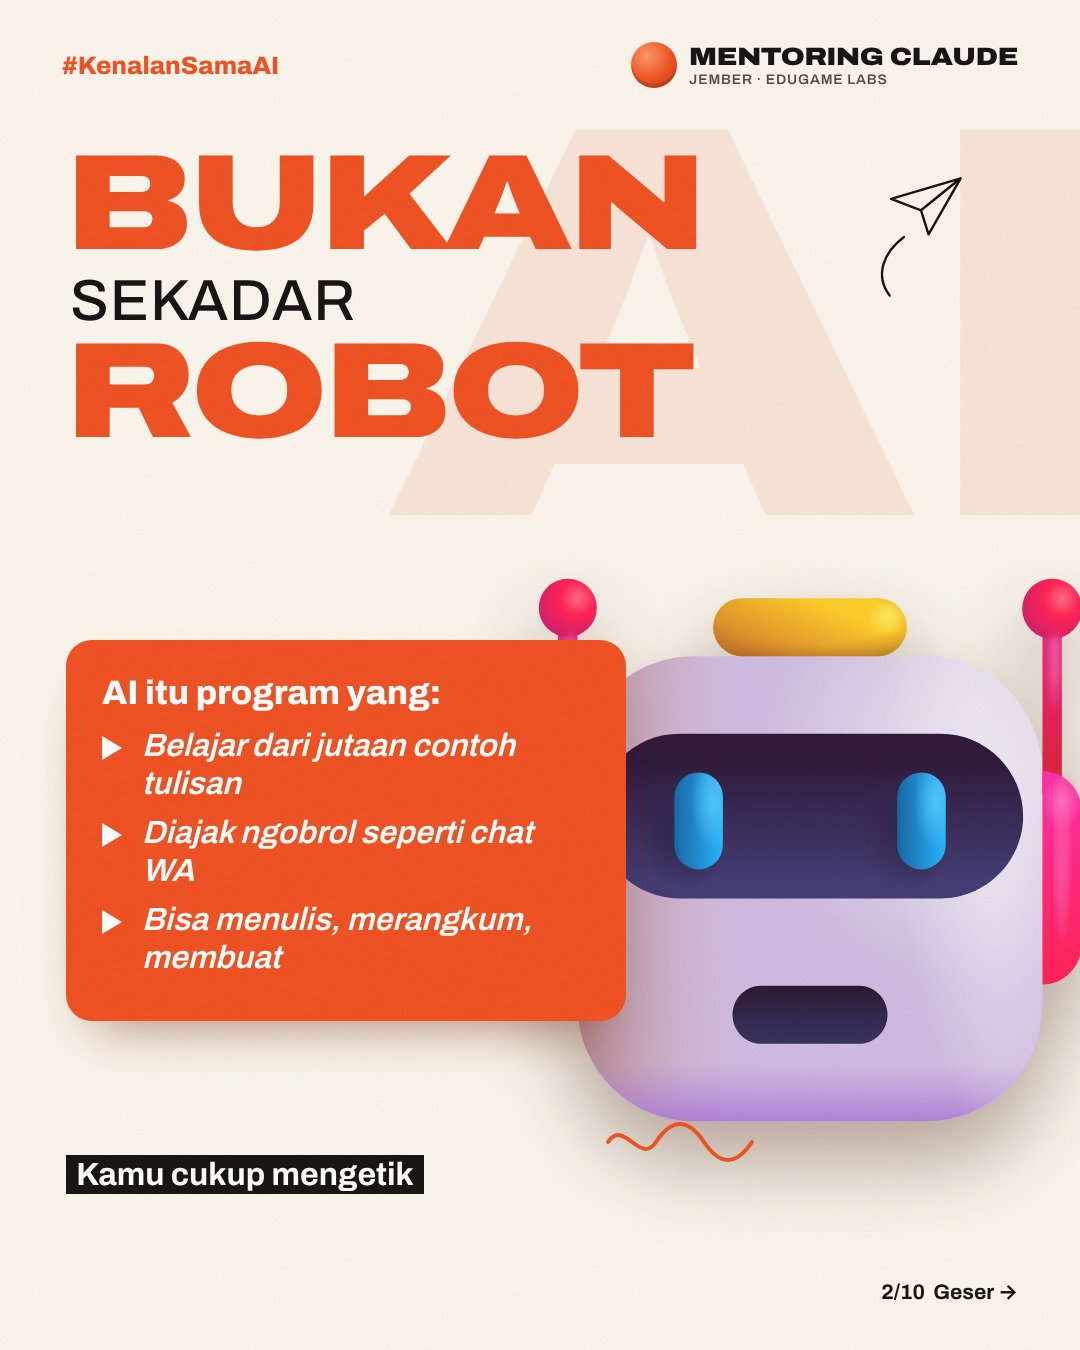 #KenalanSamaAI
MENTORING CLAUDE
JEMBER · EDUGAME LABS
AI
BUKAN
SEKADAR
ROBOT
AI itu program yang:
Belajar dari jutaan contoh
tulisan
Diajak ngobrol seperti chat
WA
Bisa menulis, merangkum,
membuat
Kamu cukup mengetik
2/10 Geser →